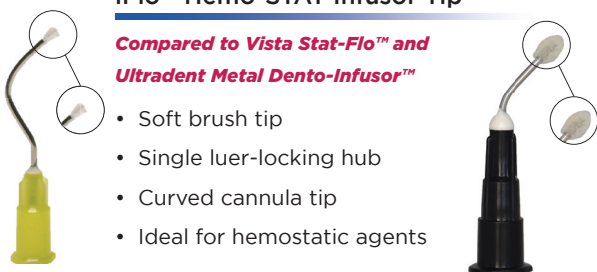 Compared to Vista Stat-Flo™ and
Ultradent Metal Dento-Infusor™
• Soft brush tip
• Single luer-locking hub
• Curved cannula tip
• Ideal for hemostatic agents